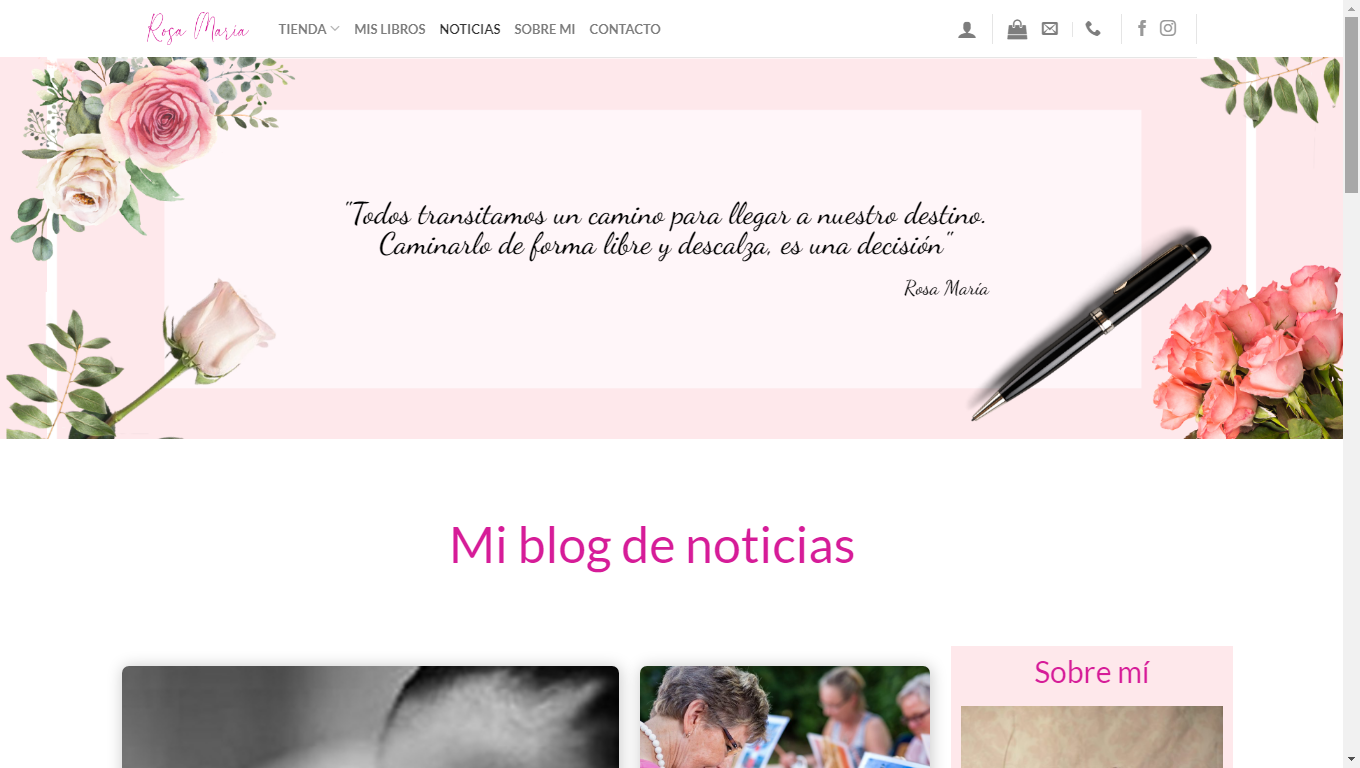 Rosa María
TIENDA MIS LIBROS NOTICIAS SOBRE MI CONTACTO
"Todos transitamos un camino para llegar a nuestro destino.
Caminarlo de forma libre y descalza, es una decisión"
Rosa María
Mi blog de noticias
Sobre mí